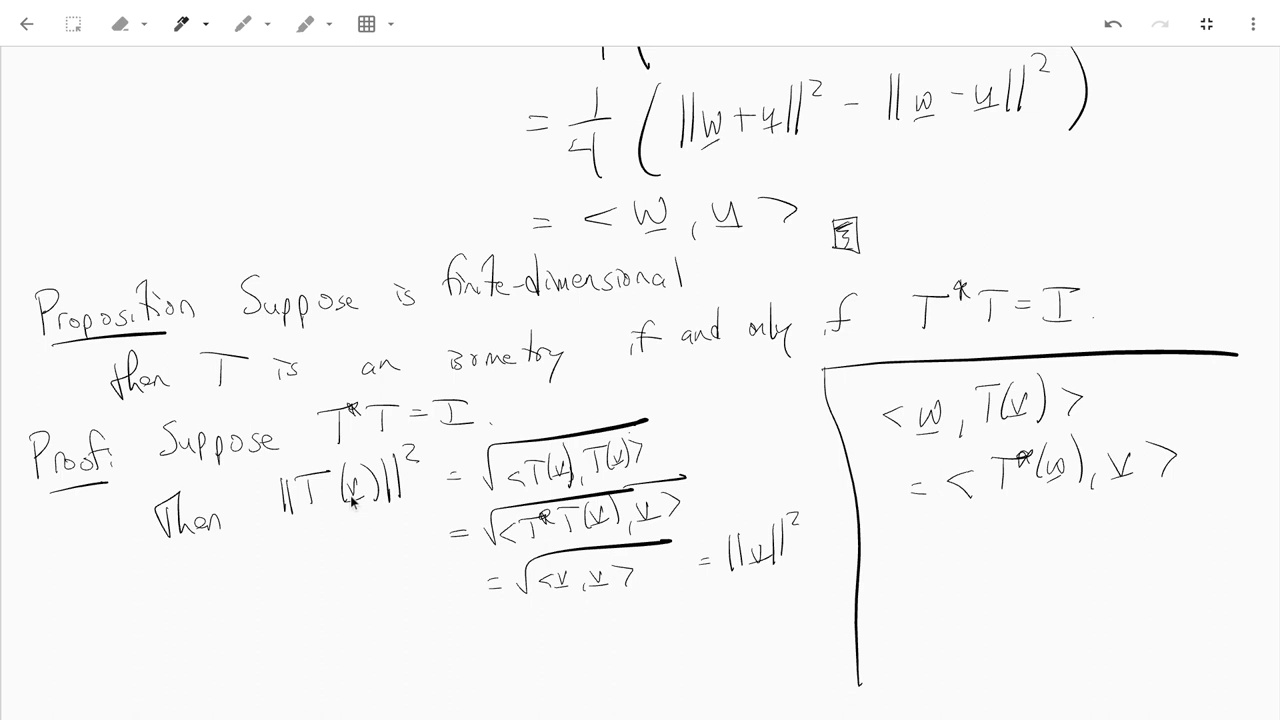 = 1/4 ( ||w + u||² - ||w - u||² )
= < w , u >
Proposition Suppose is finite-dimensional
then T is an isometry if and only if T*T = I.
Proof: Suppose T*T = I.
Then ||T(v)||² = √<T(v), T(v)>
= √<T*T(v), v>
= √<v, v> = ||v||²
< w , T(v) >
= < T*(w), v >